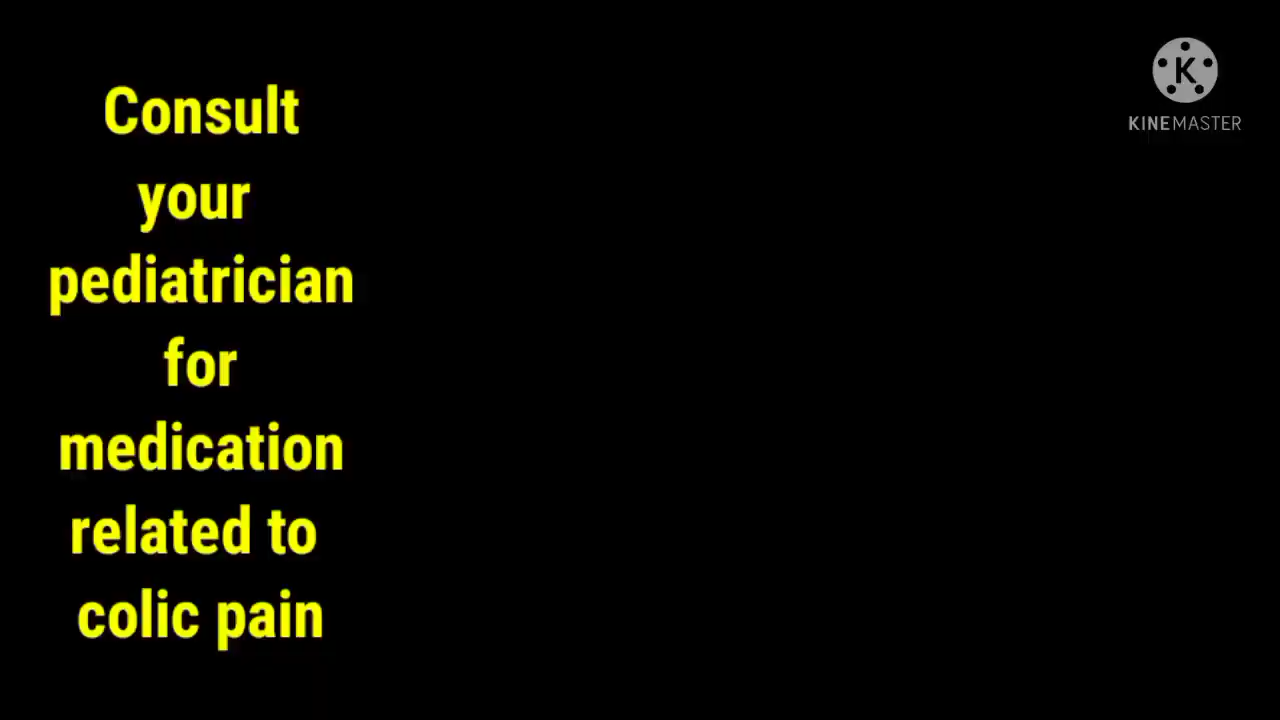 Consult
your
pediatrician
for
medication
related to
colic pain
K
KINEMASTER